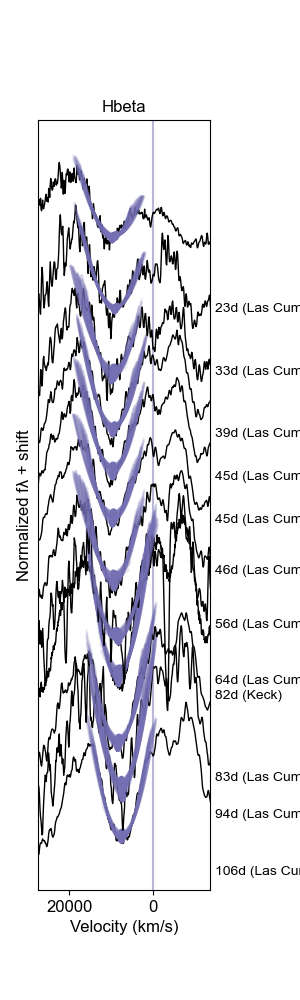 Hbeta
23d (Las Cum
33d (Las Cum
39d (Las Cum
45d (Las Cum
45d (Las Cum
46d (Las Cum
56d (Las Cum
64d (Las Cum
82d (Keck)
83d (Las Cum
94d (Las Cum
106d (Las Cum
Normalized fλ + shift
20000 0
Velocity (km/s)